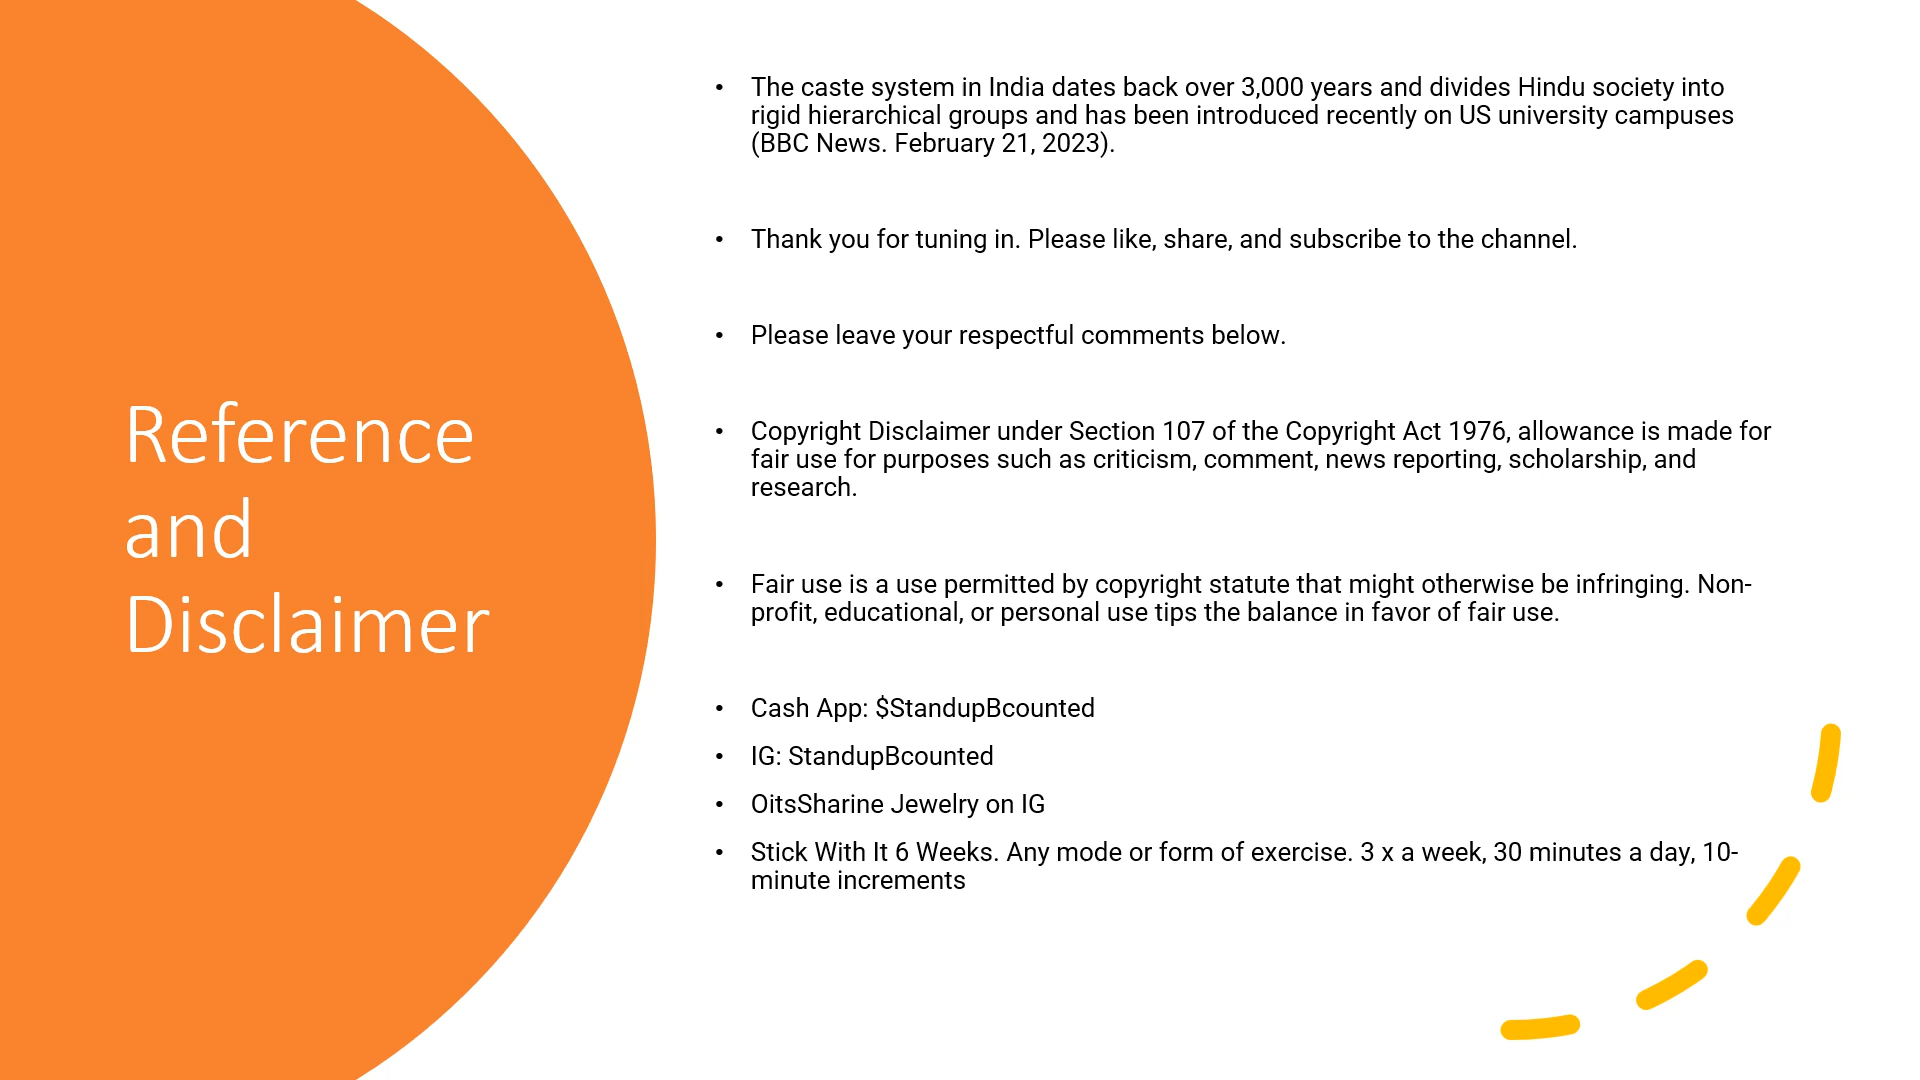 Reference
and
Disclaimer
• The caste system in India dates back over 3,000 years and divides Hindu society into
rigid hierarchical groups and has been introduced recently on US university campuses
(BBC News. February 21, 2023).
• Thank you for tuning in. Please like, share, and subscribe to the channel.
• Please leave your respectful comments below.
• Copyright Disclaimer under Section 107 of the Copyright Act 1976, allowance is made for
fair use for purposes such as criticism, comment, news reporting, scholarship, and
research.
• Fair use is a use permitted by copyright statute that might otherwise be infringing. Non-
profit, educational, or personal use tips the balance in favor of fair use.
• Cash App: $StandupBcounted
• IG: StandupBcounted
• OitsSharine Jewelry on IG
• Stick With It 6 Weeks. Any mode or form of exercise. 3 x a week, 30 minutes a day, 10-
minute increments